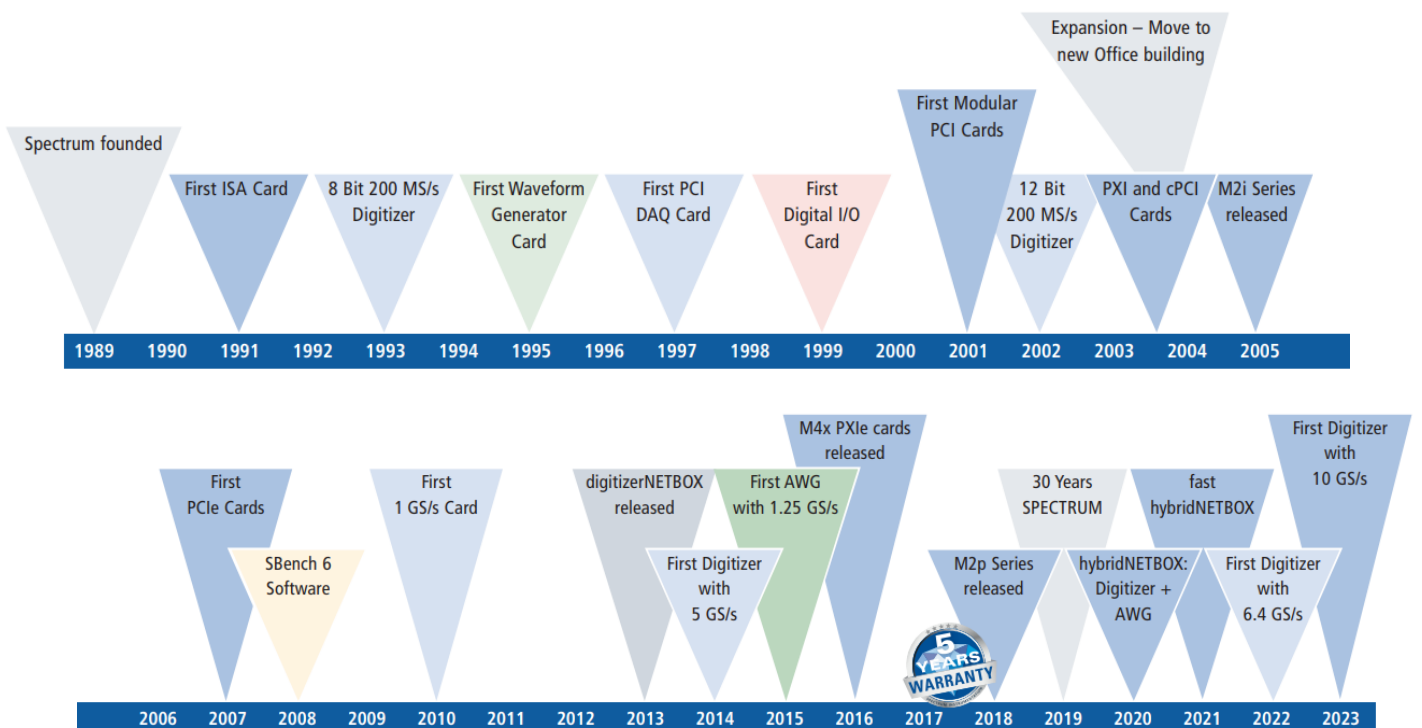 Expansion – Move to
new Office building
First Modular
PCI Cards
Spectrum founded
First ISA Card
8 Bit 200 MS/s
Digitizer
First Waveform
Generator
Card
First PCI
DAQ Card
First
Digital I/O
Card
12 Bit
200 MS/s
Digitizer
PXI and cPCI
Cards
M2i Series
released
1989 1990 1991 1992 1993 1994 1995 1996 1997 1998 1999 2000 2001 2002 2003 2004 2005
First
PCIe Cards
SBench 6
Software
First
1 GS/s Card
digitizerNETBOX
released
First Digitizer
with
5 GS/s
First AWG
with 1.25 GS/s
M4x PXIe cards
released
5
YEARS
WARRANTY
M2p Series
released
30 Years
SPECTRUM
hybridNETBOX:
Digitizer +
AWG
fast
hybridNETBOX
First Digitizer
with
6.4 GS/s
First Digitizer
with
10 GS/s
2006 2007 2008 2009 2010 2011 2012 2013 2014 2015 2016 2017 2018 2019 2020 2021 2022 2023